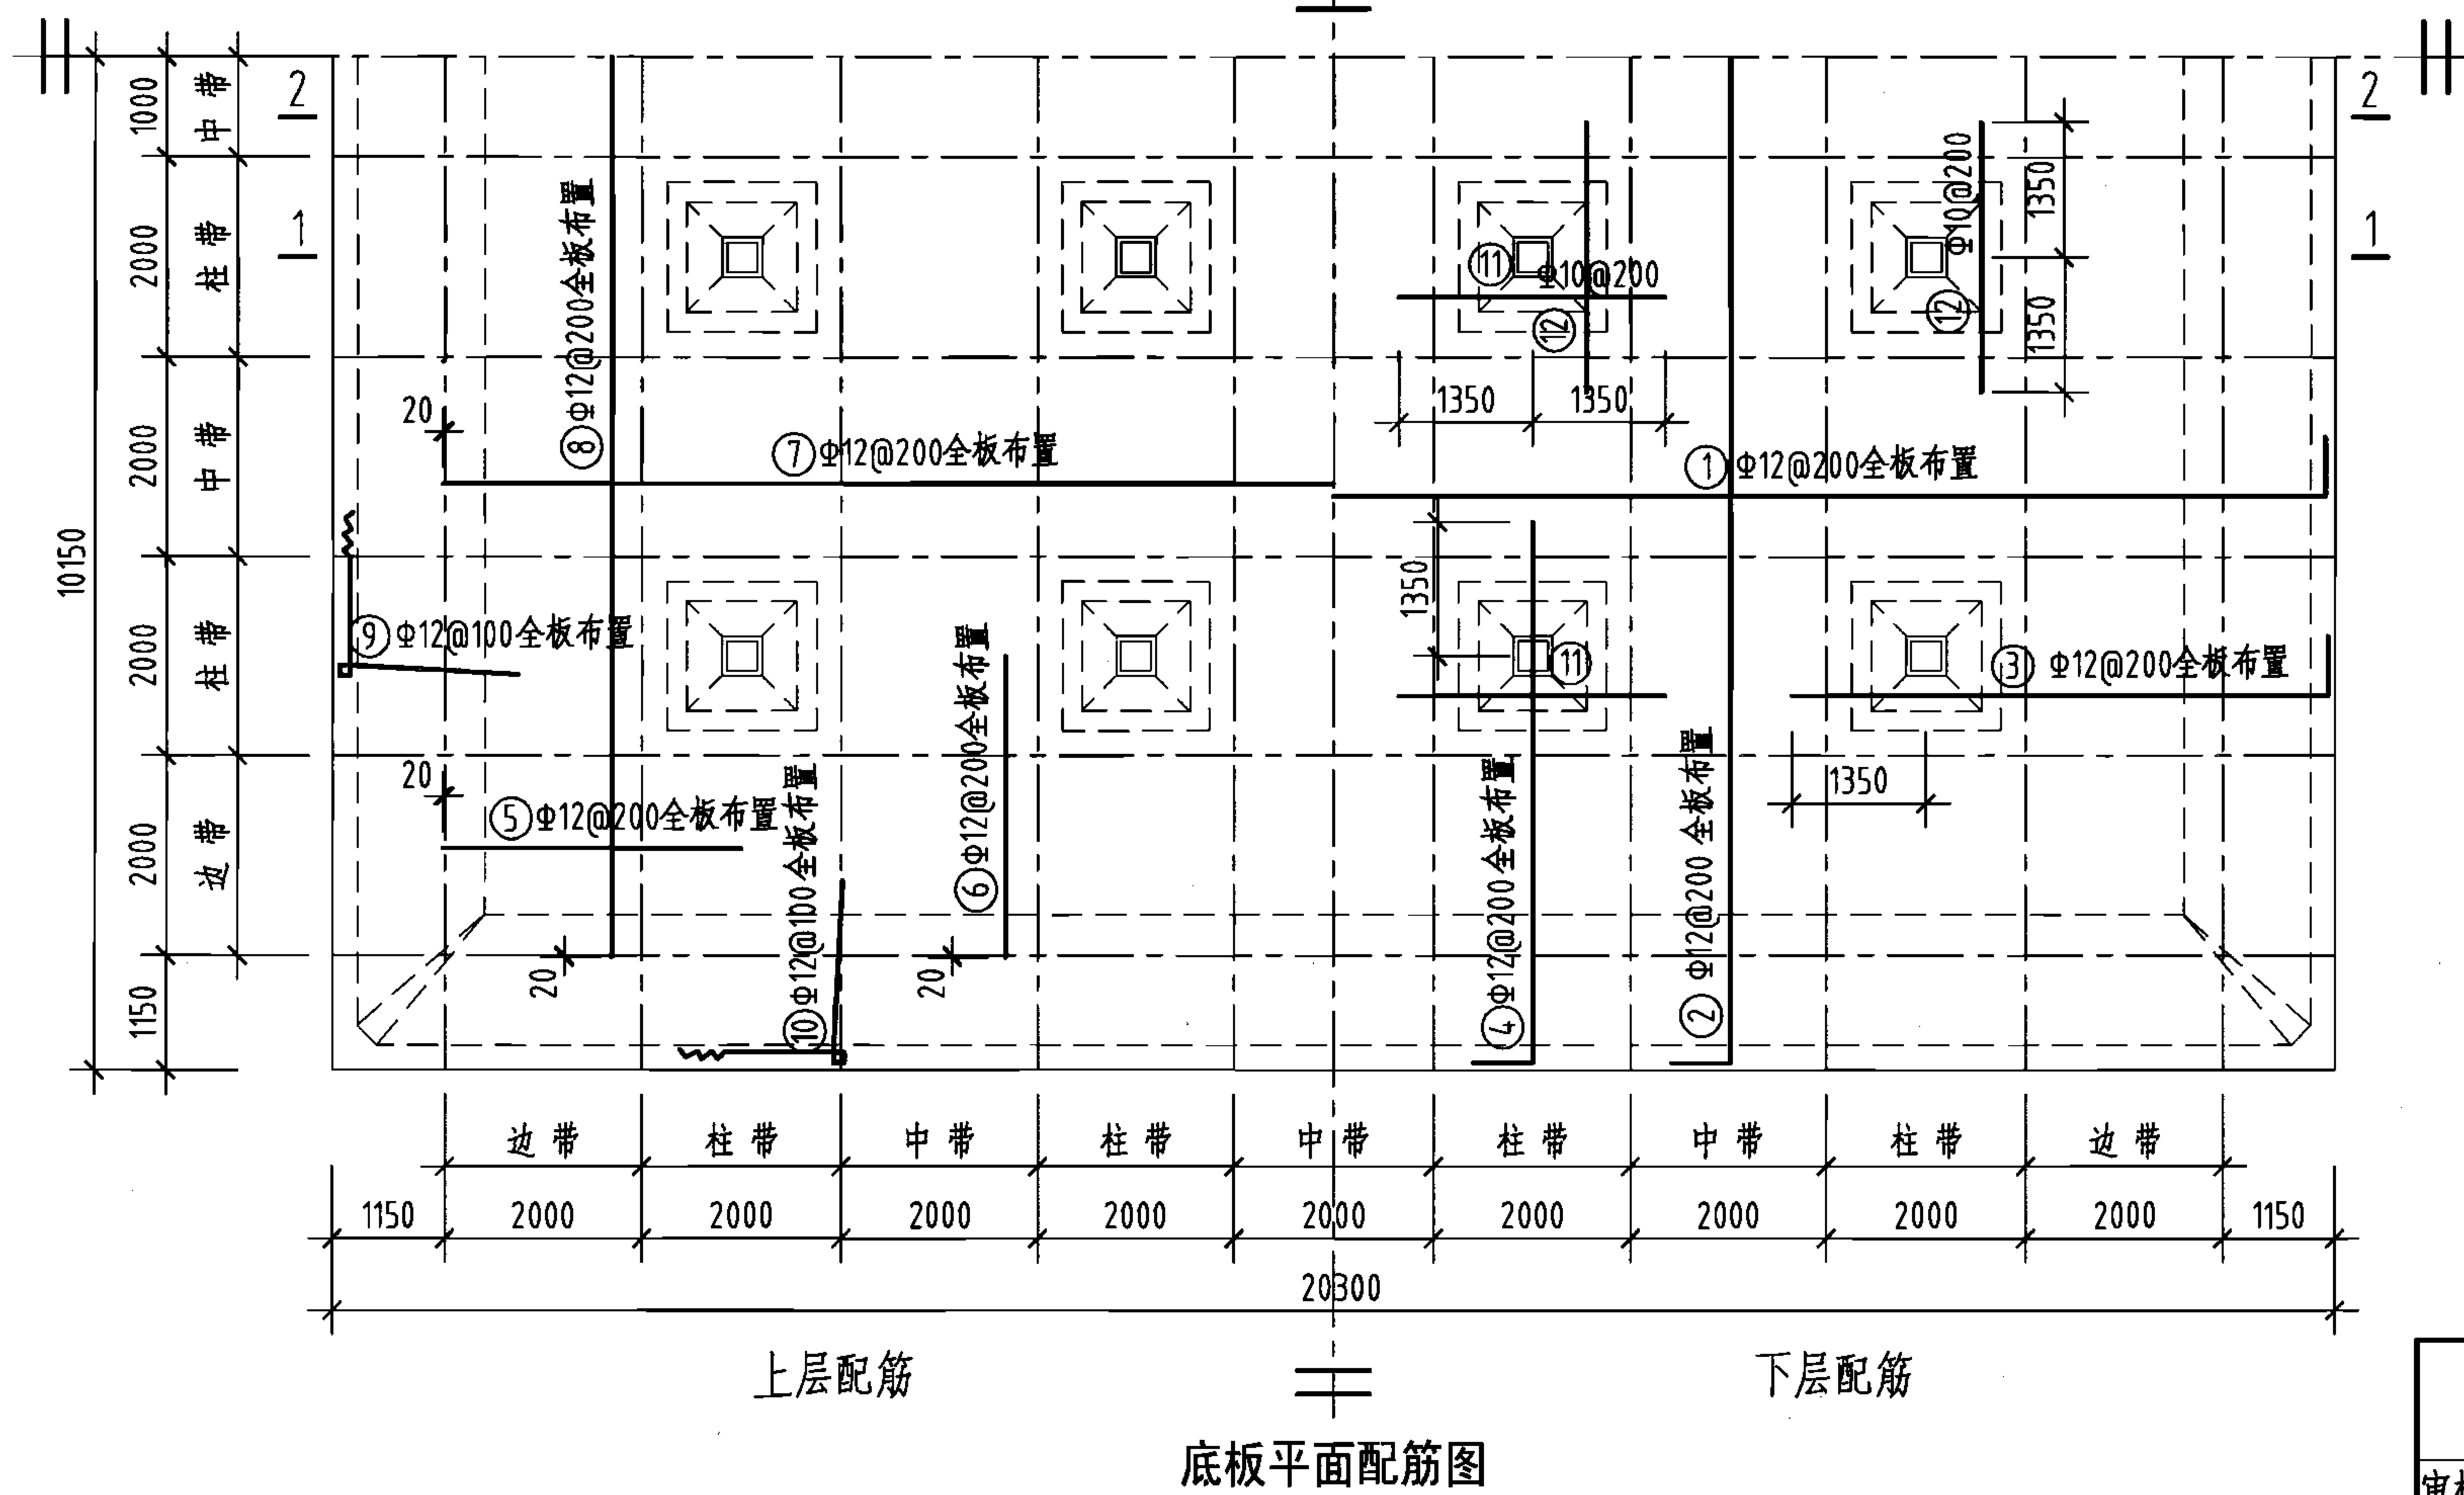 1000
中带
2
2
2000
柱带
1
1
⑧Φ12@200全板布置
⑪
Φ10@200
⑫
Φ10@200
⑫
1350
1350
1350
1350
2000
中带
20
⑦Φ12@200全板布置
①Φ12@200全板布置
10150
2000
柱带
⑨Φ12@100全板布置
⑥Φ12@200全板布置
1350
⑪
③Φ12@200全板布置
2000
边带
20
⑤Φ12@200全板布置
⑩Φ12@100全板布置
④Φ12@200全板布置
②Φ12@200全板布置
1350
20
20
1150
边带 柱带 中带 柱带 中带 柱带 中带 柱带 边带
1150 2000 2000 2000 2000 2000 2000 2000 2000 2000 1150
20300
上层配筋
下层配筋
底板平面配筋图